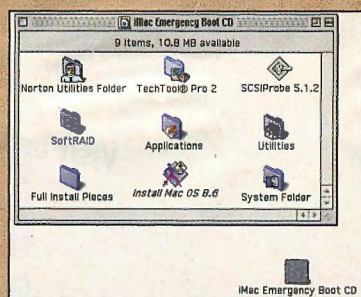 iMac Emergency Boot CD
9 items, 10.8 MB available
Norton Utilities Folder TechTool® Pro 2 SCSIProbe 5.1.2
SoftRAID Applications Utilities
Full Install Pieces Install Mac OS 8.6 System Folder
iMac Emergency Boot CD